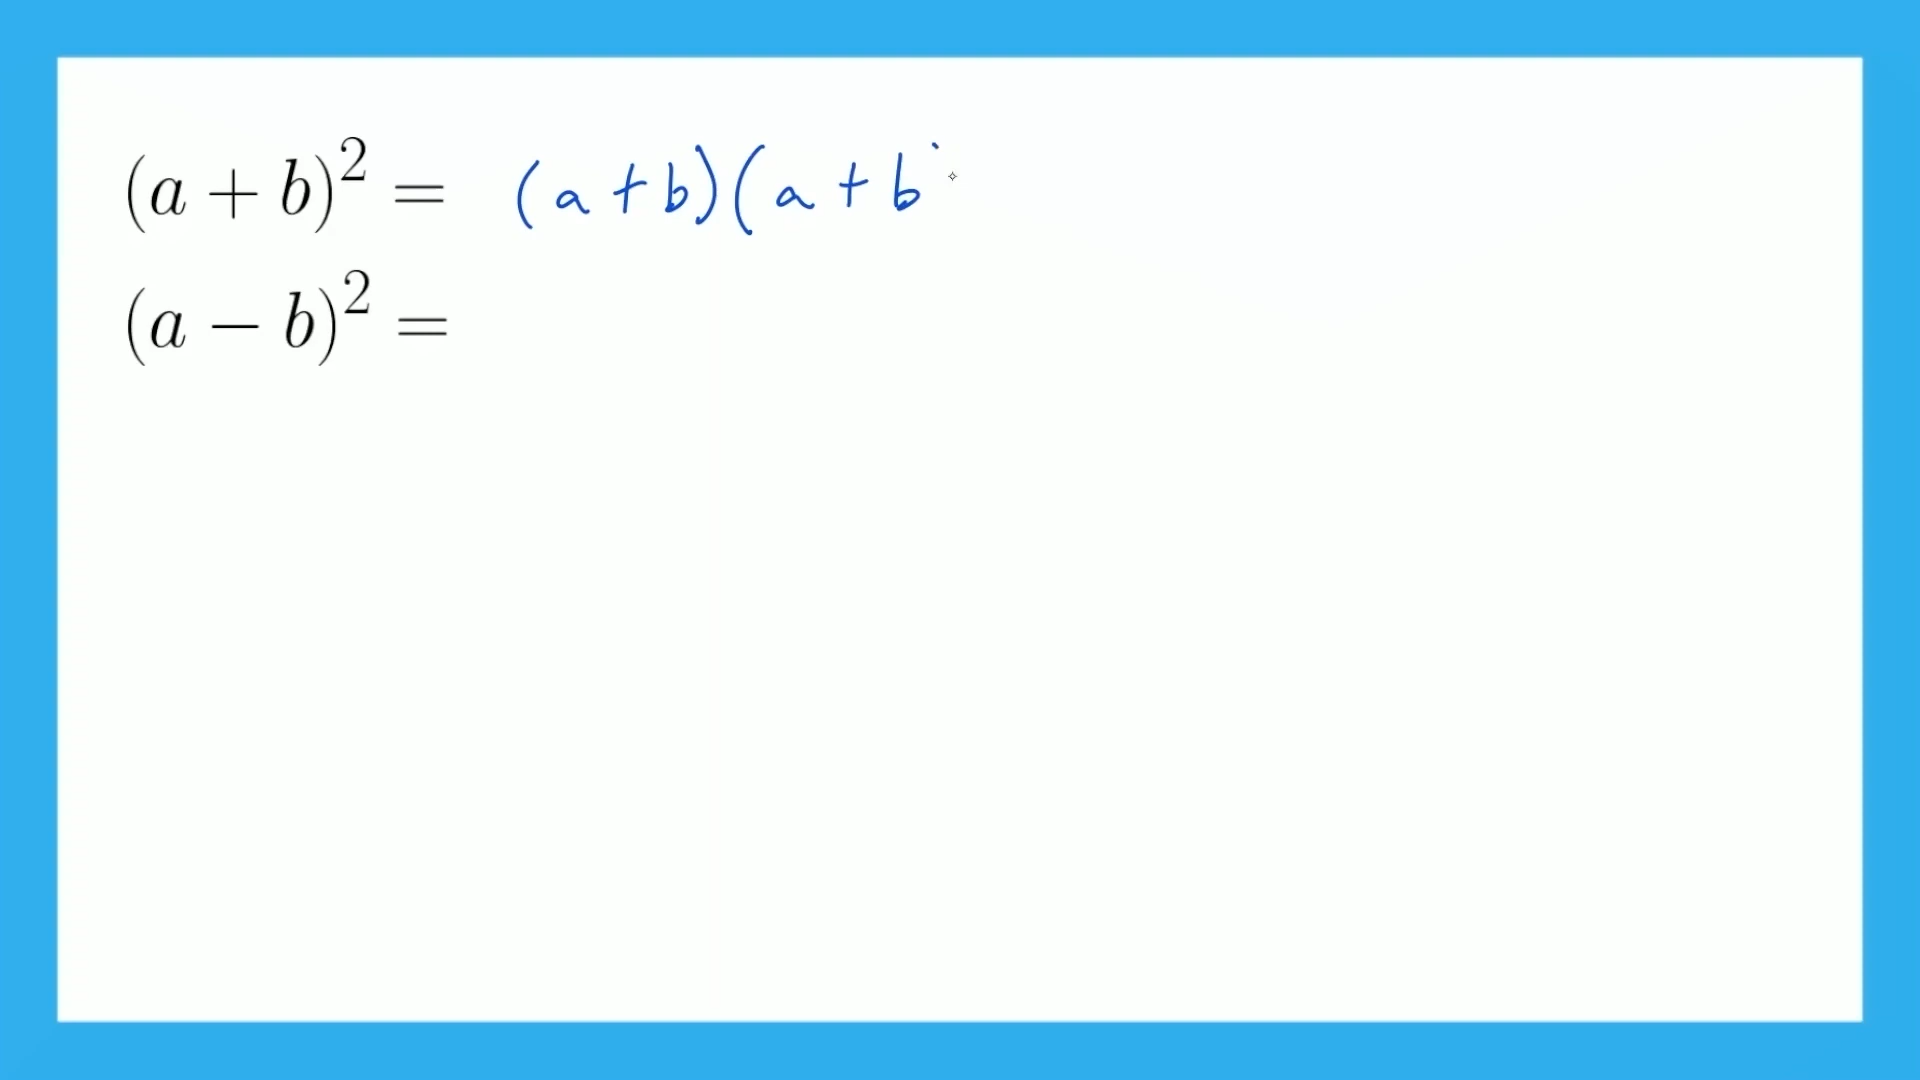 (a + b)² = (a + b)(a + b
(a − b)² =